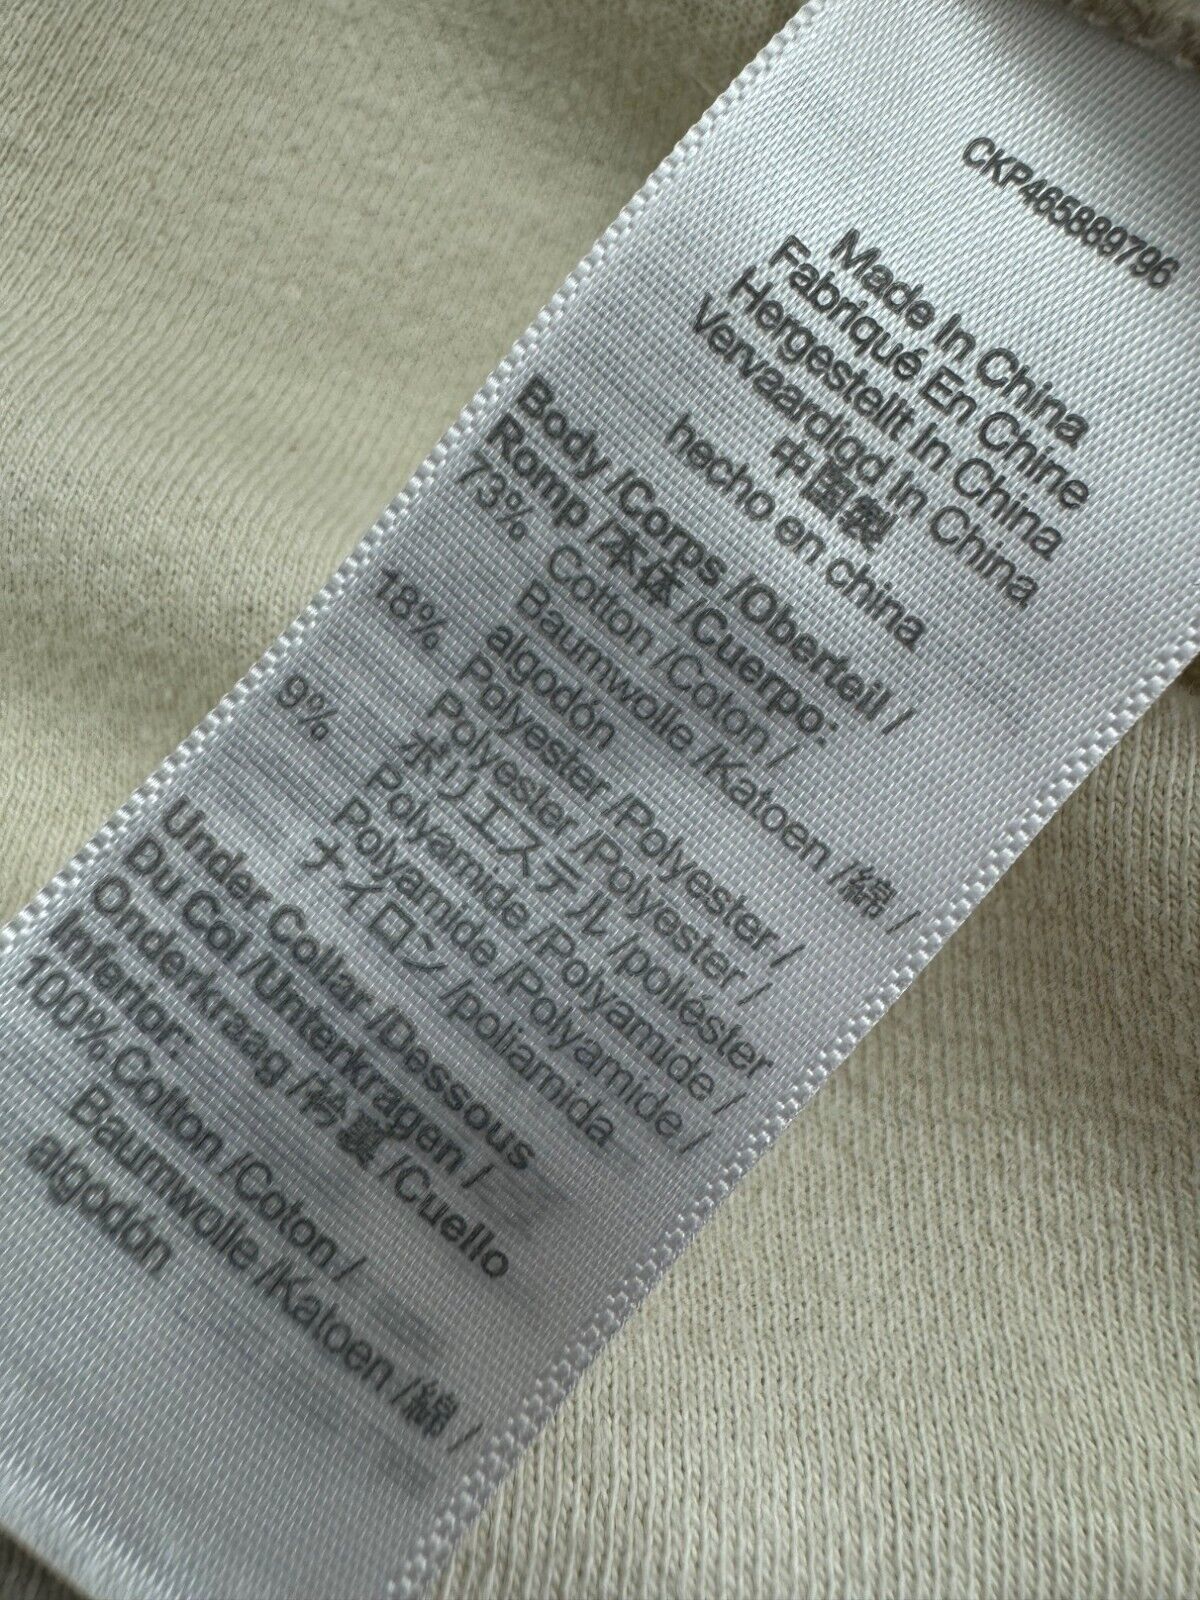 CKP465889796
Made In China
Fabriqué En Chine
Hergestellt In China
Vervaardigd In China
中国製
hecho en china
Body /Corps /Oberteil /
Romp /本体 /Cuerpo:
73% Cotton /Coton /
Baumwolle /Katoen /綿 /
algodón
18% Polyester /Polyester /
Polyester /Polyester /
ポリエステル /poliéster
9% Polyamide /Polyamide /
Polyamide /Polyamide /
ナイロン /poliamida
Under Collar /Dessous
Du Col /Unterkragen /
Onderkraag /衿裏 /Cuello
Inferior:
100% Cotton /Coton /
Baumwolle /Katoen /綿 /
algodón